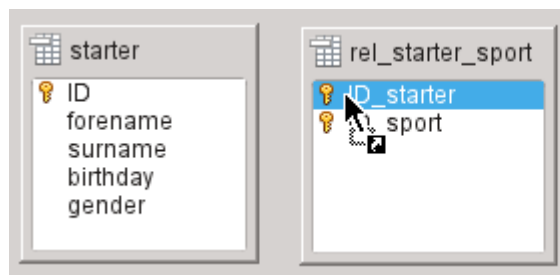 starter
ID
forename
surname
birthday
gender
rel_starter_sport
ID_starter
_sport